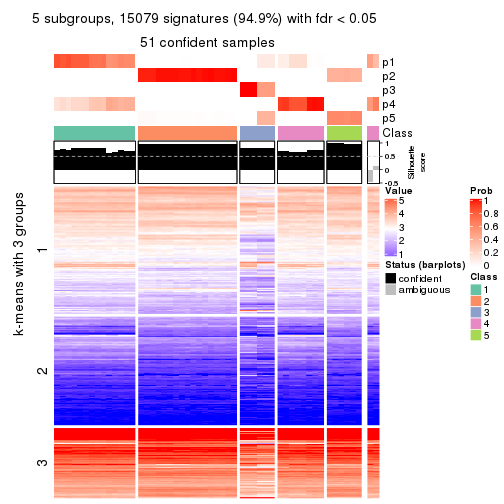 5 subgroups, 15079 signatures (94.9%) with fdr < 0.05
51 confident samples
p1
p2
p3
p4
p5
Class
1
0.5
0
-0.5
Silhouette
score
k-means with 3 groups
1
2
3
Value
5
4
3
2
1
Status (barplots)
confident
ambiguous
Prob
1
0.8
0.6
0.4
0.2
0
Class
1
2
3
4
5